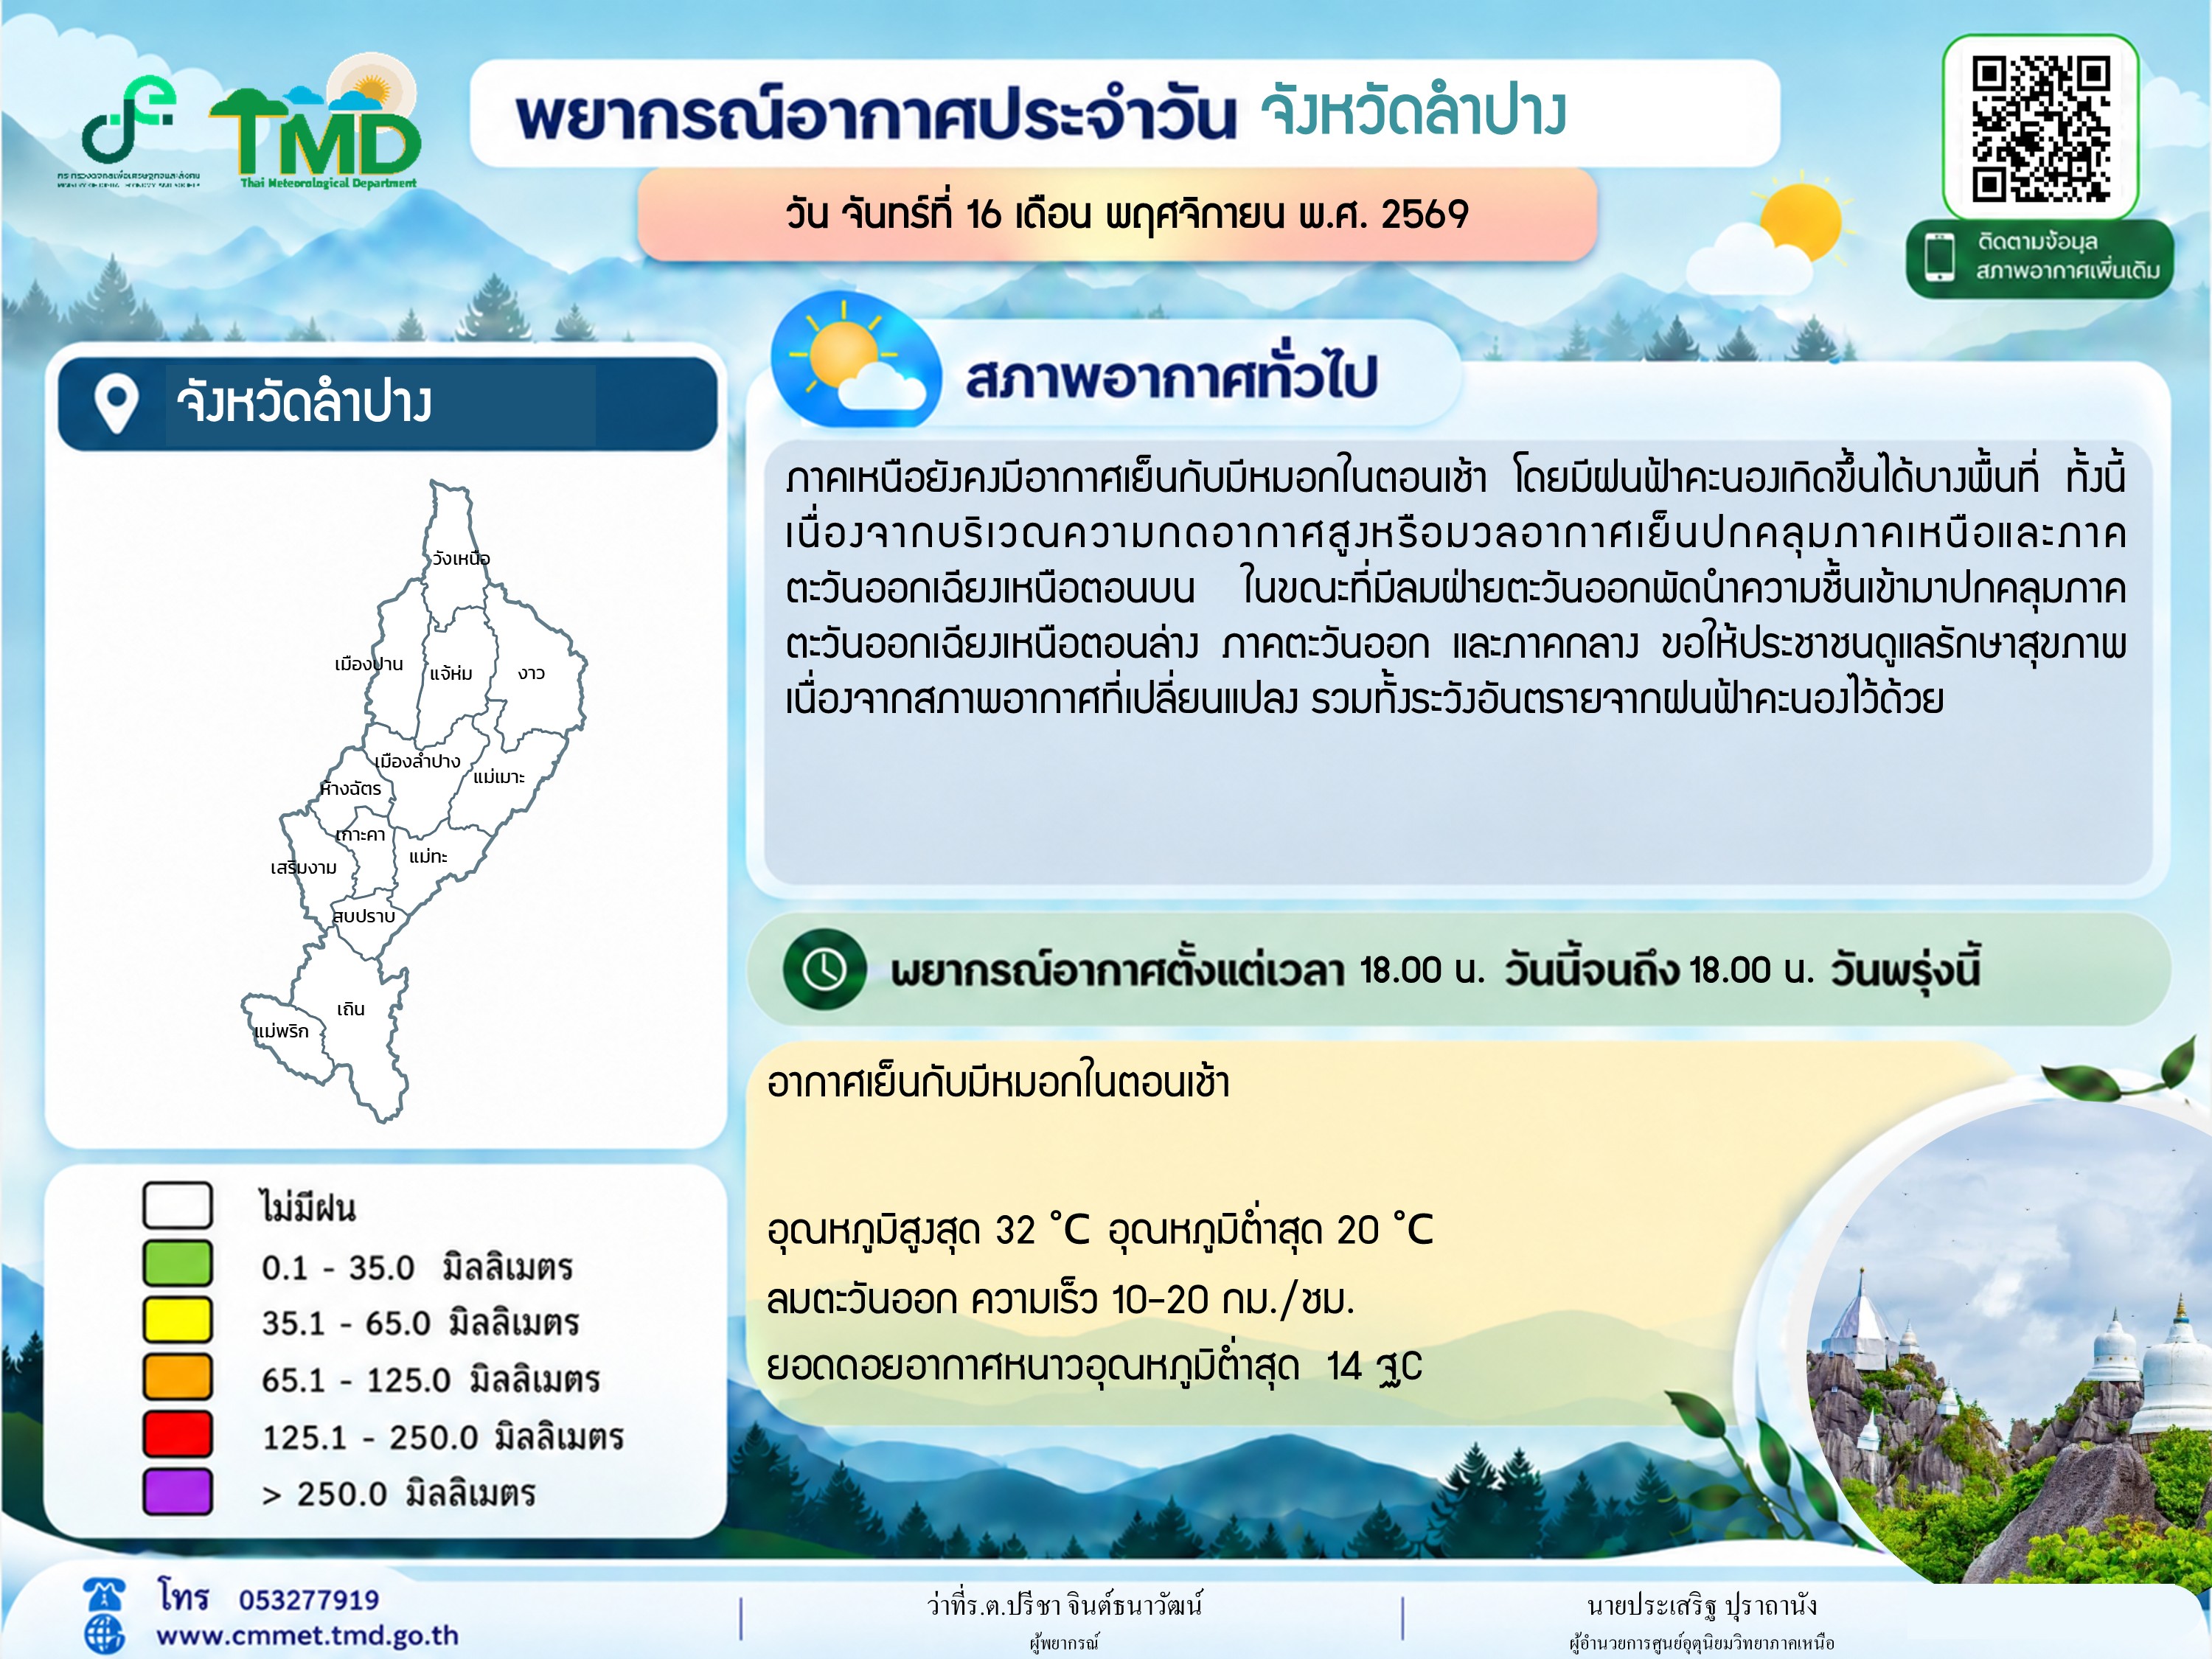 พยากรณ์อากาศประจำวัน จังหวัดลำปาง
วัน จันทร์ที่ 16 เดือน พฤศจิกายน พ.ศ. 2569
TMD
Thai Meteorological Department
ติดตามข้อมูล
สภาพอากาศเพิ่มเติม
จังหวัดลำปาง
วังเหนือ
เมืองปาน
แจ้ห่ม
งาว
เมืองลำปาง
แม่เมาะ
ห้างฉัตร
เกาะคา
แม่ทะ
เสริมงาม
สบปราบ
เถิน
แม่พริก
ไม่มีฝน
0.1 - 35.0 มิลลิเมตร
35.1 - 65.0 มิลลิเมตร
65.1 - 125.0 มิลลิเมตร
125.1 - 250.0 มิลลิเมตร
> 250.0 มิลลิเมตร
สภาพอากาศทั่วไป
ภาคเหนือยังคงมีอากาศเย็นกับมีหมอกในตอนเช้า โดยมีฝนฟ้าคะนองเกิดขึ้นได้บางพื้นที่ ทั้งนี้
เนื่องจากบริเวณความกดอากาศสูงหรือมวลอากาศเย็นปกคลุมภาคเหนือและภาค
ตะวันออกเฉียงเหนือตอนบน ในขณะที่มีลมฝ่ายตะวันออกพัดนำความชื้นเข้ามาปกคลุมภาค
ตะวันออกเฉียงเหนือตอนล่าง ภาคตะวันออก และภาคกลาง ขอให้ประชาชนดูแลรักษาสุขภาพ
เนื่องจากสภาพอากาศที่เปลี่ยนแปลง รวมทั้งระวังอันตรายจากฝนฟ้าคะนองไว้ด้วย
พยากรณ์อากาศตั้งแต่เวลา 18.00 น. วันนี้จนถึง 18.00 น. วันพรุ่งนี้
อากาศเย็นกับมีหมอกในตอนเช้า
อุณหภูมิสูงสุด 32 °C อุณหภูมิต่ำสุด 20 °C
ลมตะวันออก ความเร็ว 10-20 กม./ชม.
ยอดดอยอากาศหนาวอุณหภูมิต่ำสุด 14 ฐC
โทร 053277919
www.cmmet.tmd.go.th
ว่าที่ร.ต.ปรีชา จินต์ธนาวัฒน์
ผู้พยากรณ์
นายประเสริฐ ปุราถานัง
ผู้อำนวยการศูนย์อุตุนิยมวิทยาภาคเหนือ